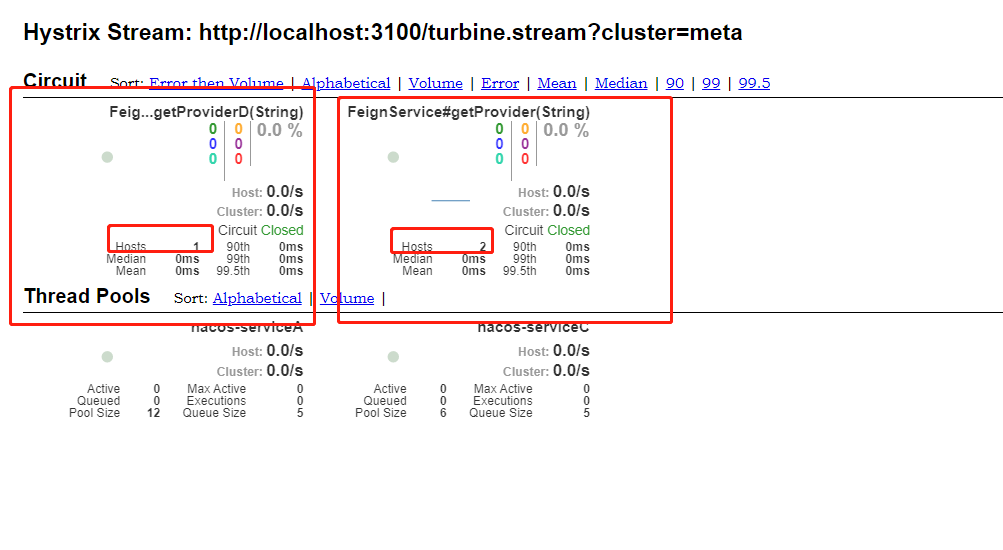 Hystrix Stream: http://localhost:3100/turbine.stream?cluster=meta
Circuit Sort: Error then Volume | Alphabetical | Volume | Error | Mean | Median | 90 | 99 | 99.5
Feig...getProviderD(String)
0 0 0.0 %
0 0
0 0
Host: 0.0/s
Cluster: 0.0/s
Circuit Closed
Hosts 1 90th 0ms
Median 0ms 99th 0ms
Mean 0ms 99.5th 0ms
FeignService#getProvider(String)
0 0 0.0 %
0 0
0 0
Host: 0.0/s
Cluster: 0.0/s
Circuit Closed
Hosts 2 90th 0ms
Median 0ms 99th 0ms
Mean 0ms 99.5th 0ms
Thread Pools Sort: Alphabetical | Volume |
nacos-serviceA
Host: 0.0/s
Cluster: 0.0/s
Active 0 Max Active 0
Queued 0 Executions 0
Pool Size 12 Queue Size 5
nacos-serviceC
Host: 0.0/s
Cluster: 0.0/s
Active 0 Max Active 0
Queued 0 Executions 0
Pool Size 6 Queue Size 5